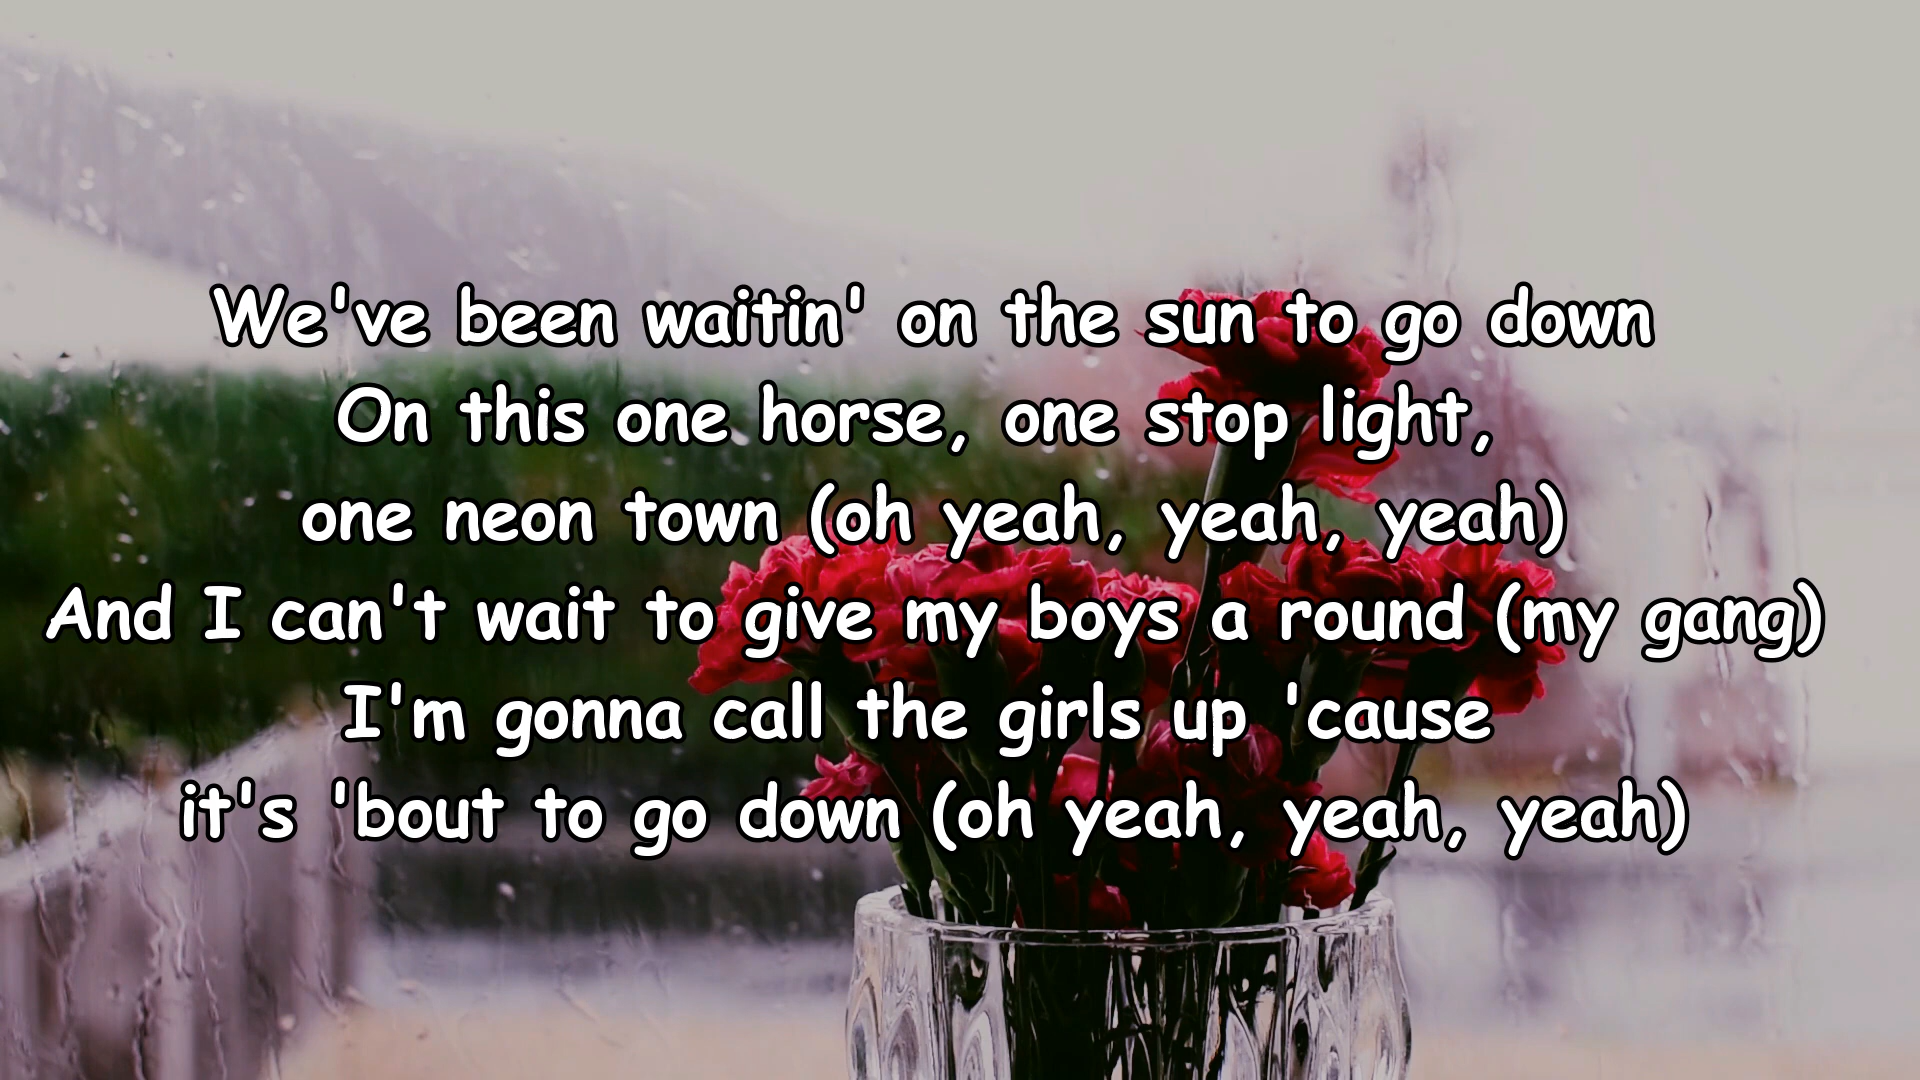 We've been waitin' on the sun to go down
On this one horse, one stop light,
one neon town (oh yeah, yeah, yeah)
And I can't wait to give my boys a round (my gang)
I'm gonna call the girls up 'cause
it's 'bout to go down (oh yeah, yeah, yeah)